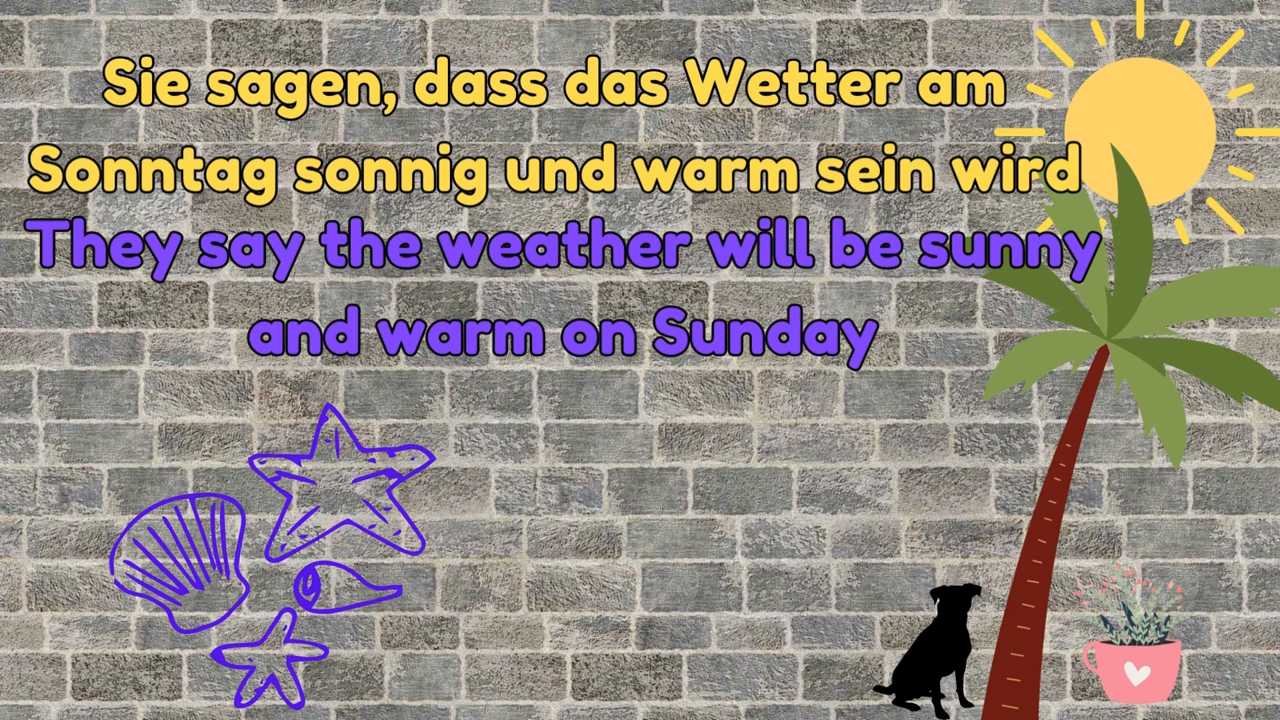 Sie sagen, dass das Wetter am
Sonntag sonnig und warm sein wird
They say the weather will be sunny
and warm on Sunday